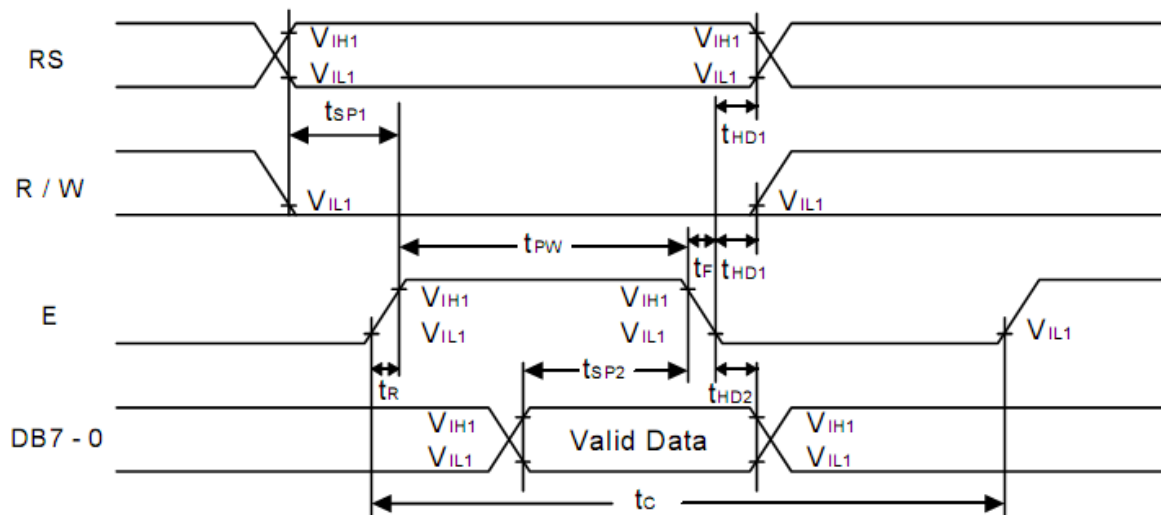 RS
VIH1 VIH1
VIL1 VIL1
tSP1 tHD1
R / W
VIL1 VIL1
tPW tF tHD1
E
VIH1 VIH1
VIL1 VIL1 VIL1
tR tSP2 tHD2
DB7 - 0
VIH1 Valid Data VIH1
VIL1 VIL1
tC